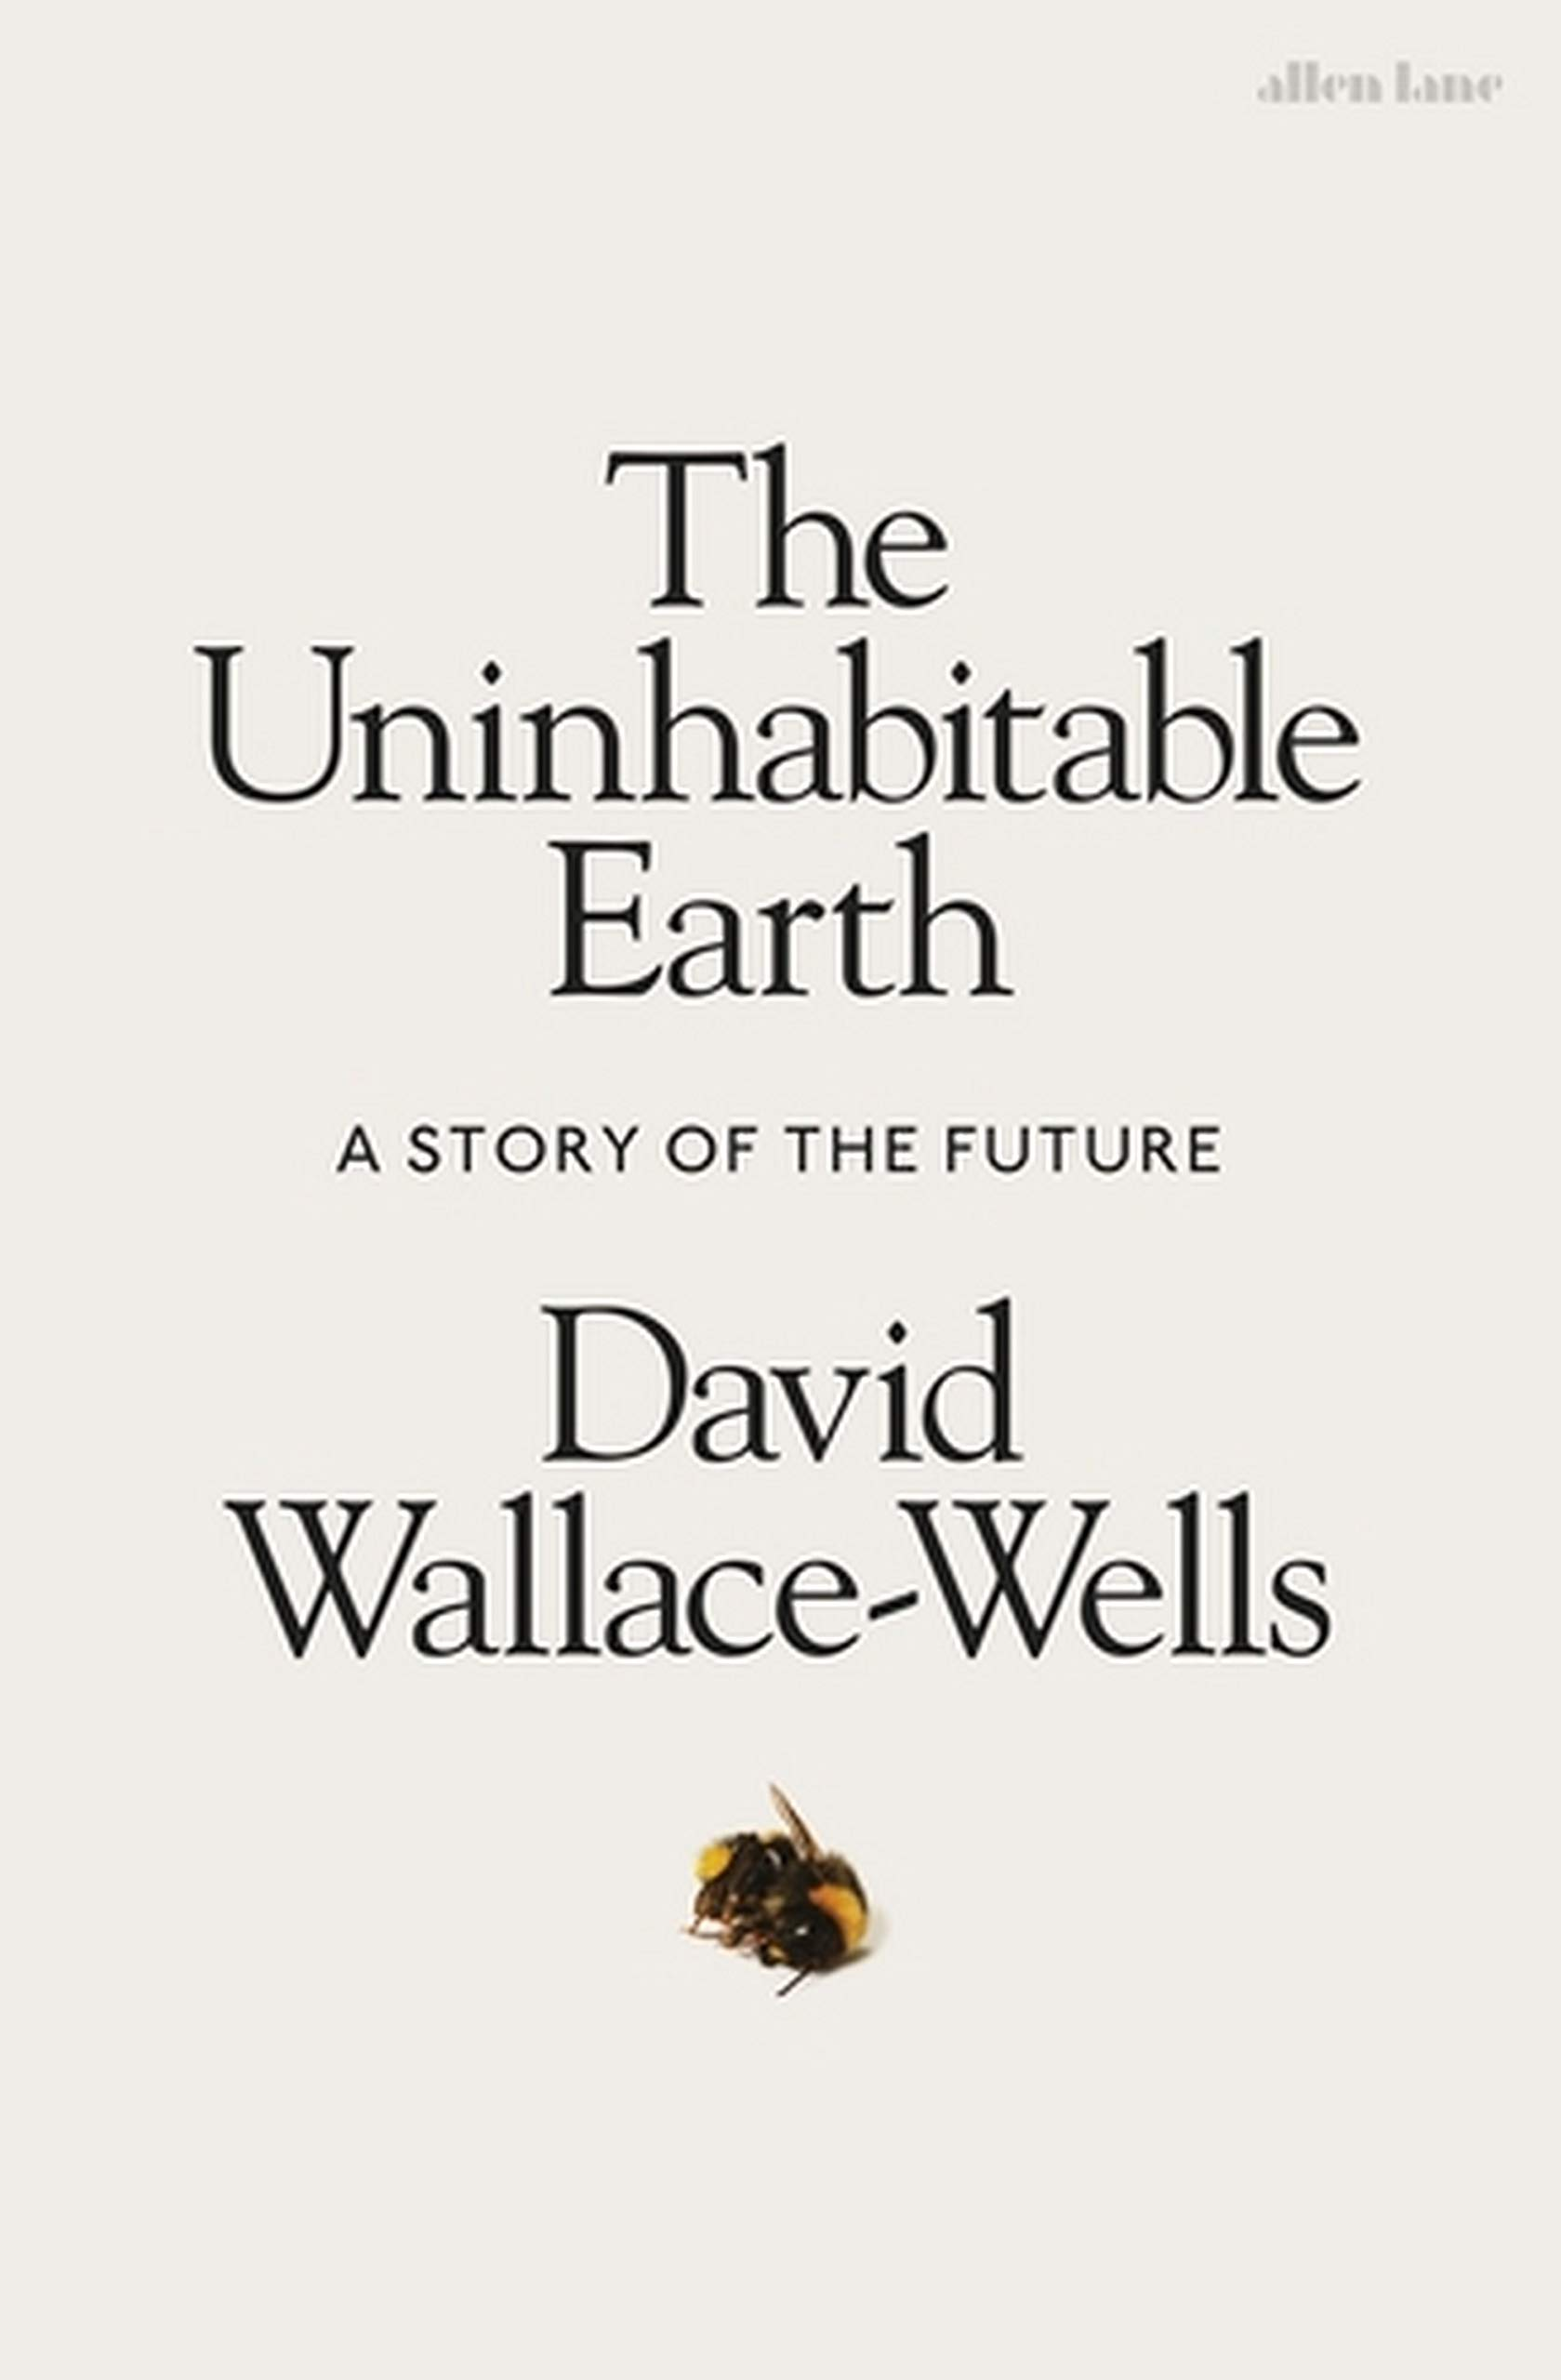 allen lane
The
Uninhabitable
Earth
A STORY OF THE FUTURE
David
Wallace-Wells